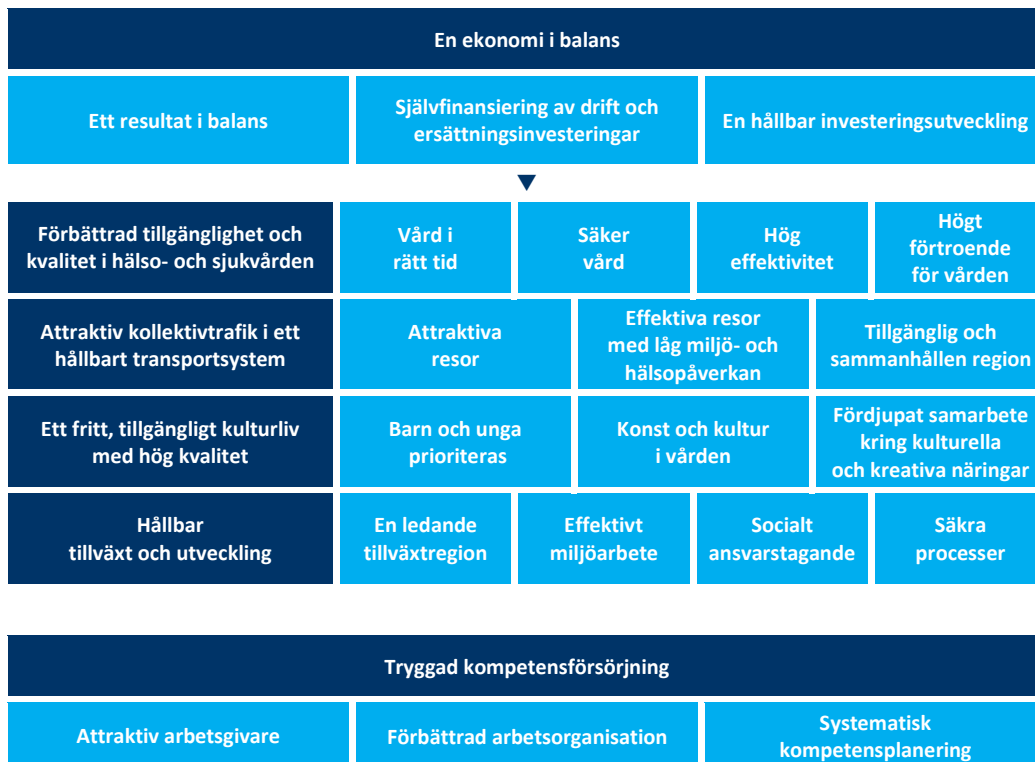 En ekonomi i balans
Ett resultat i balans
Självfinansiering av drift och
ersättningsinvesteringar
En hållbar investeringsutveckling
Förbättrad tillgänglighet och
kvalitet i hälso- och sjukvården
Vård i
rätt tid
Säker
vård
Hög
effektivitet
Högt
förtroende
för vården
Attraktiv kollektivtrafik i ett
hållbart transportsystem
Attraktiva
resor
Effektiva resor
med låg miljö- och
hälsopåverkan
Tillgänglig och
sammanhållen region
Ett fritt, tillgängligt kulturliv
med hög kvalitet
Barn och unga
prioriteras
Konst och kultur
i vården
Fördjupat samarbete
kring kulturella
och kreativa näringar
Hållbar
tillväxt och utveckling
En ledande
tillväxtregion
Effektivt
miljöarbete
Socialt
ansvarstagande
Säkra
processer
Tryggad kompetensförsörjning
Attraktiv arbetsgivare
Förbättrad arbetsorganisation
Systematisk
kompetensplanering